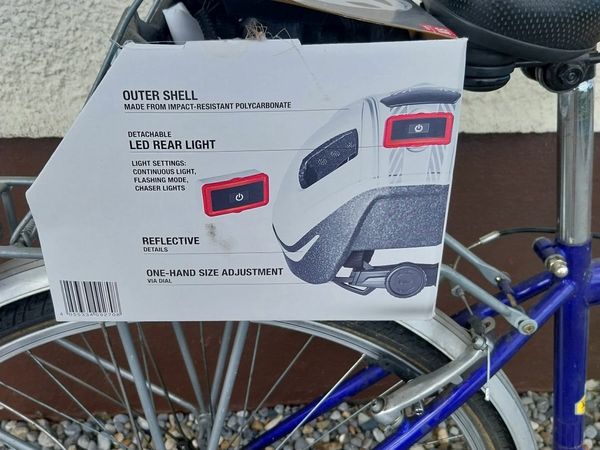 OUTER SHELL
MADE FROM IMPACT-RESISTANT POLYCARBONATE
DETACHABLE
LED REAR LIGHT
LIGHT SETTINGS:
CONTINUOUS LIGHT,
FLASHING MODE,
CHASER LIGHTS
REFLECTIVE
DETAILS
ONE-HAND SIZE ADJUSTMENT
VIA DIAL